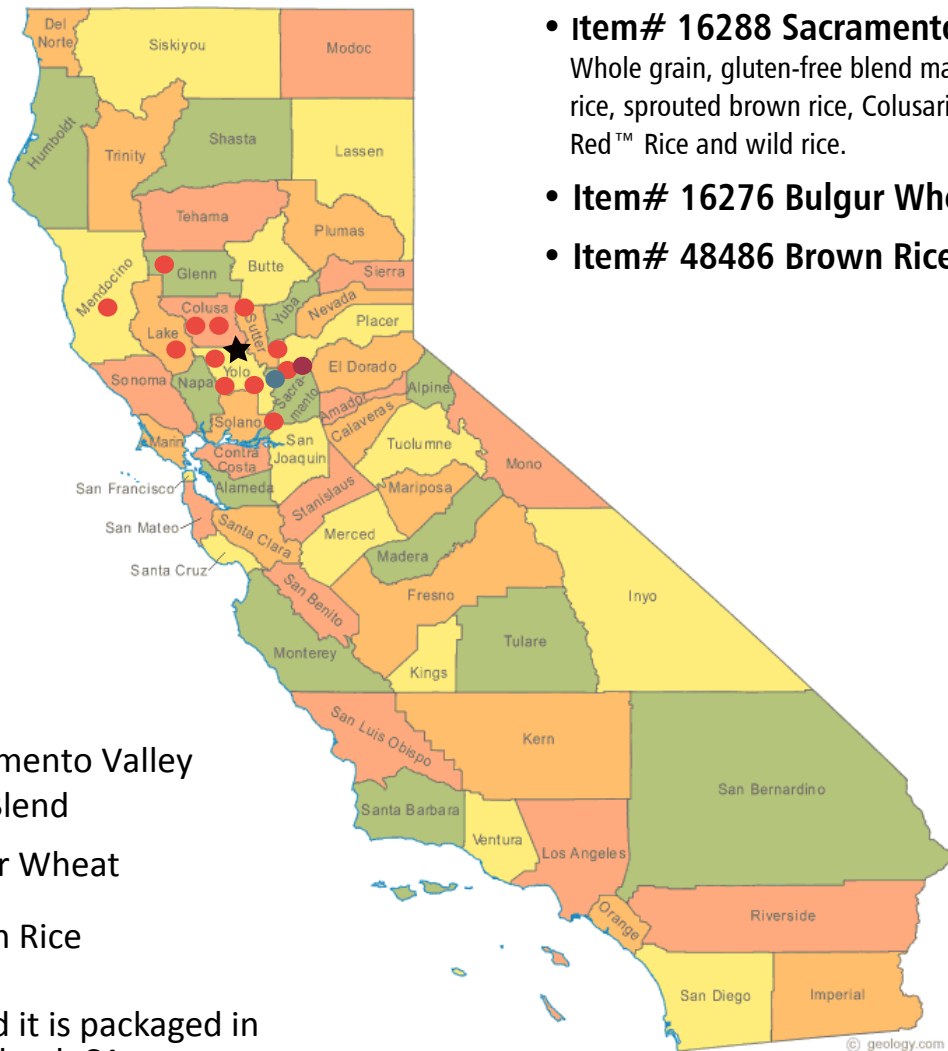 • Item# 16288 Sacramento
Whole grain, gluten-free blend ma
rice, sprouted brown rice, Colusari
Red™ Rice and wild rice.
• Item# 16276 Bulgur Whe
• Item# 48486 Brown Rice
Del
Norte
Siskiyou
Modoc
Humboldt
Trinity
Shasta
Lassen
Tehama
Plumas
Mendocino
Glenn
Butte
Sierra
Colusa
Sutter
Yuba
Nevada
Placer
Lake
Yolo
El Dorado
Sonoma
Napa
Sacra-
mento
Amador
Alpine
Solano
Calaveras
Marin
Contra
Costa
San
Joaquin
Tuolumne
Mono
San Francisco
Alameda
Stanislaus
Mariposa
San Mateo
Santa Clara
Merced
Madera
Santa Cruz
San Benito
Fresno
Inyo
Monterey
Kings
Tulare
San Luis Obispo
Kern
San Bernardino
Santa Barbara
Ventura
Los Angeles
Orange
Riverside
San Diego
Imperial
mento Valley
Blend
r Wheat
n Rice
d it is packaged in
CA
© geology.com